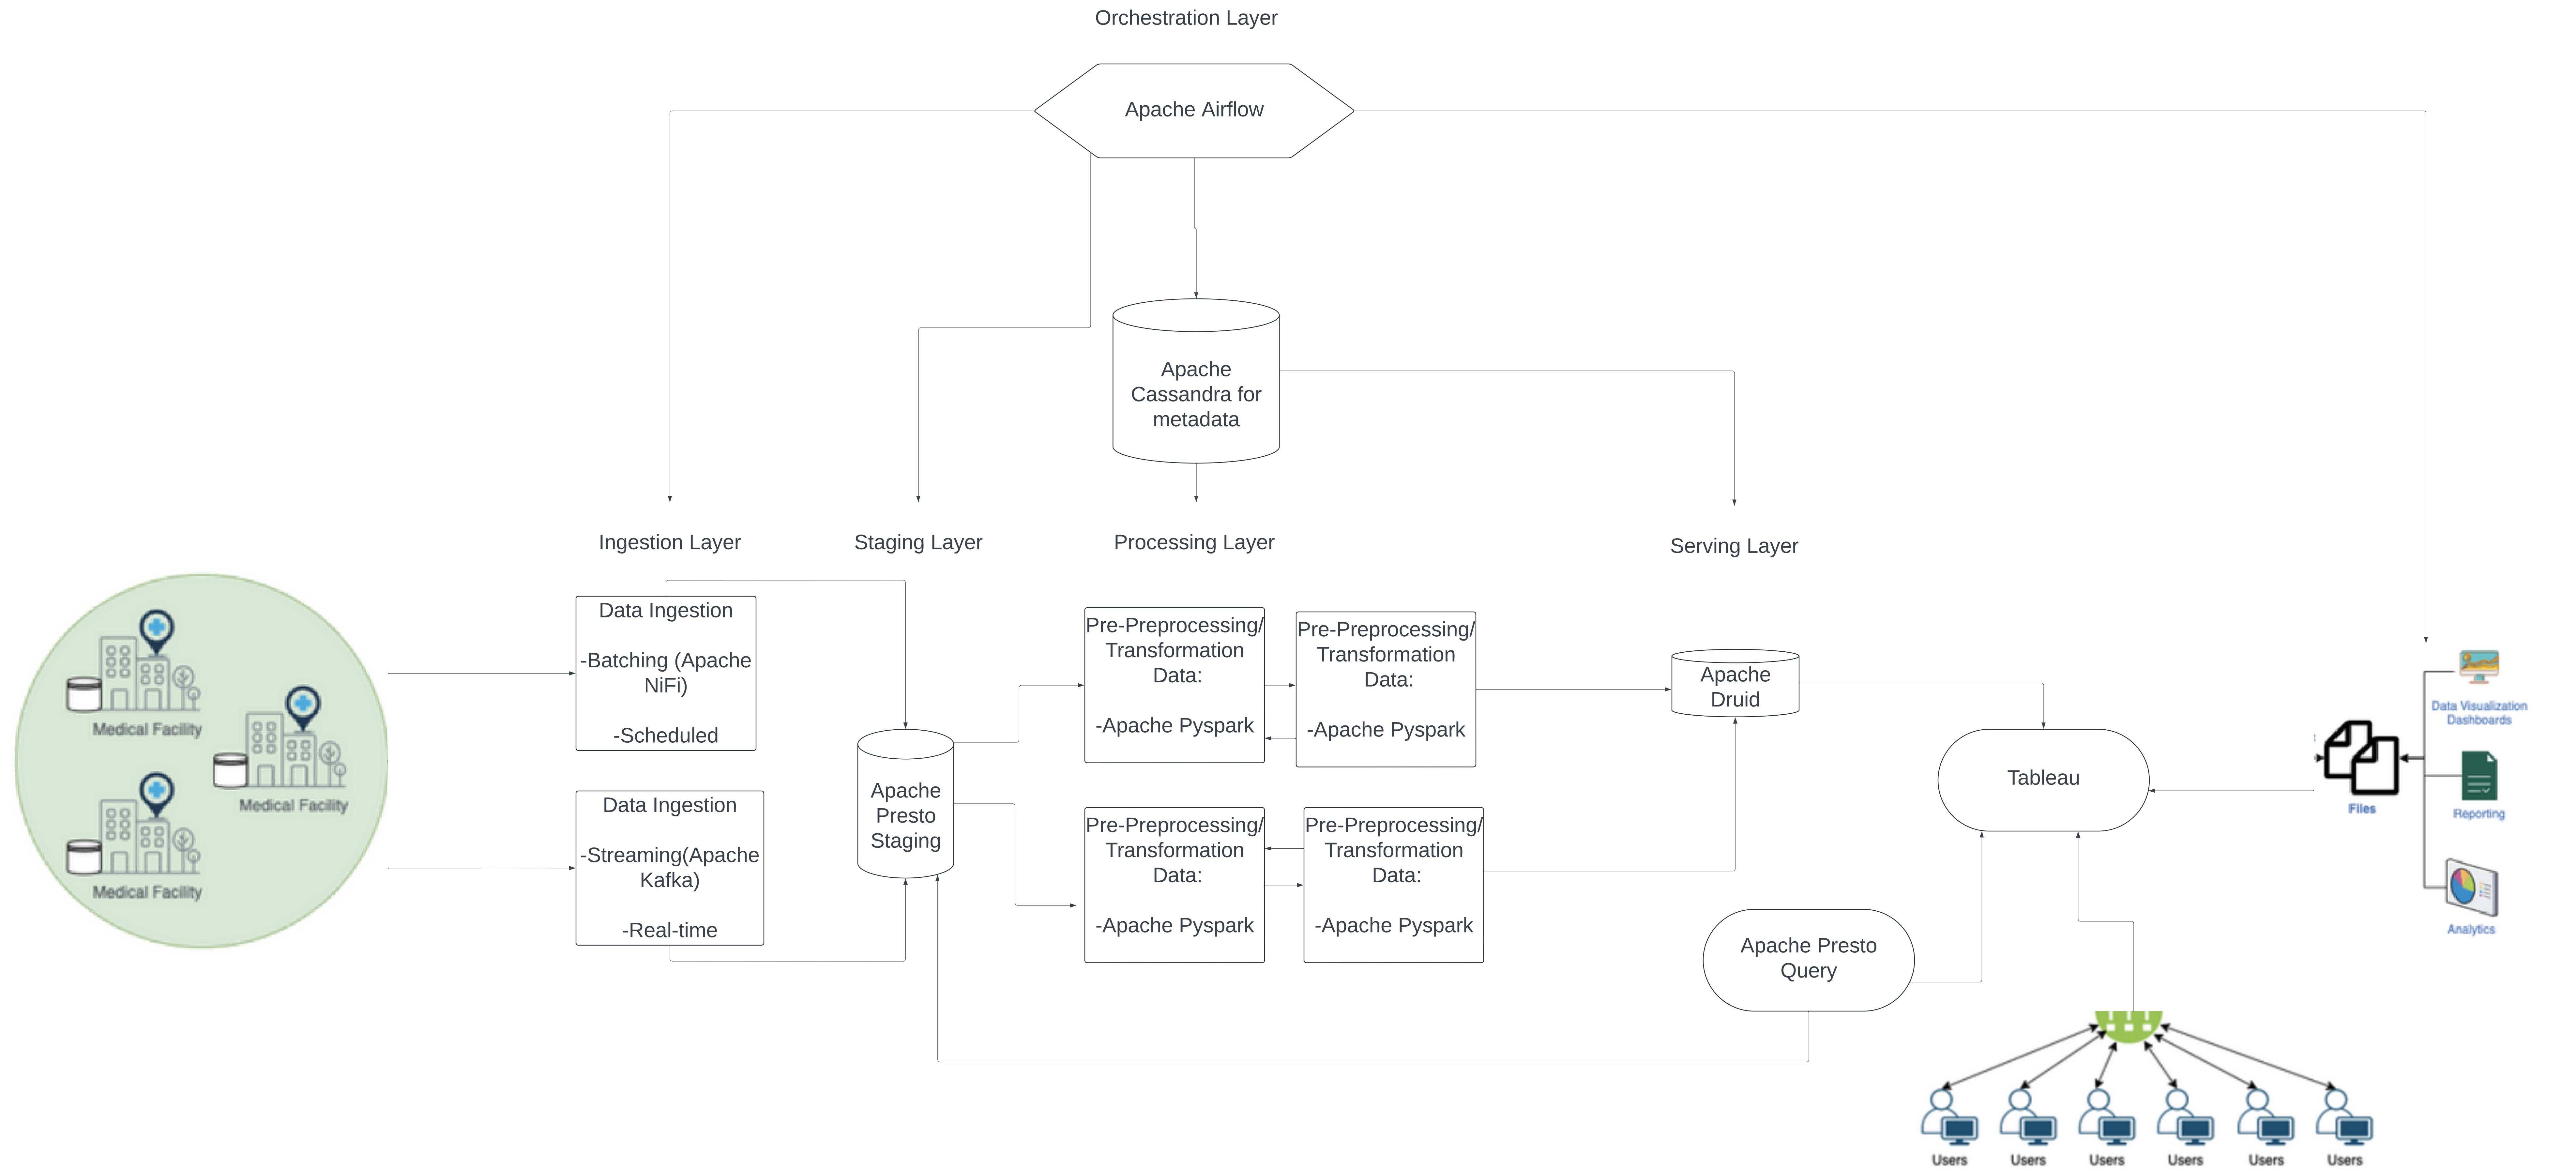 Orchestration Layer
Apache Airflow
Apache
Cassandra for
metadata
Ingestion Layer
Staging Layer
Processing Layer
Serving Layer
Medical Facility
Medical Facility
Medical Facility
Data Ingestion
-Batching (Apache
NiFi)
-Scheduled
Data Ingestion
-Streaming(Apache
Kafka)
-Real-time
Apache
Presto
Staging
Pre-Preprocessing/
Transformation
Data:
-Apache Pyspark
Pre-Preprocessing/
Transformation
Data:
-Apache Pyspark
Pre-Preprocessing/
Transformation
Data:
-Apache Pyspark
Pre-Preprocessing/
Transformation
Data:
-Apache Pyspark
Apache
Druid
Tableau
Apache Presto
Query
Files
Data Visualization
Dashboards
Reporting
Analytics
Users
Users
Users
Users
Users
Users